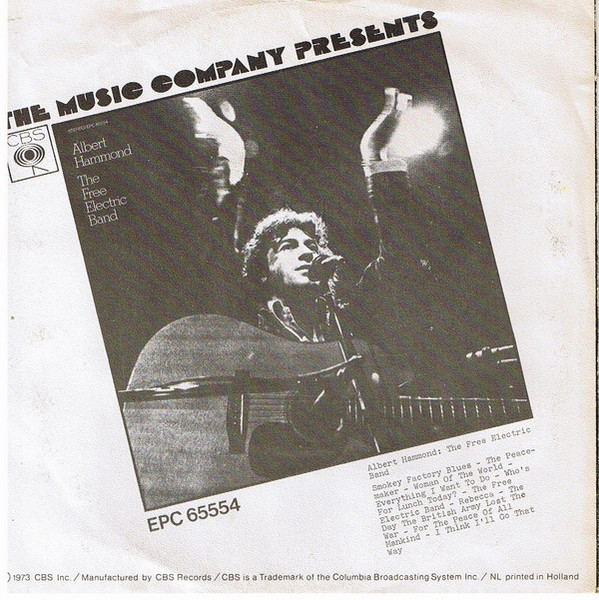 THE MUSIC COMPANY PRESENTS
CBS
STEREO EPC 65554
Albert
Hammond
The
Free
Electric
Band
EPC 65554
Albert Hammond: The Free Electric
Band
Smokey Factory Blues - The Peace-
maker - Woman Of The World -
Everything I Want To Do - Who's
For Lunch Today? - The Free
Electric Band - Rebecca - The
Day The British Army Lost The
War - For The Peace Of All
Mankind - I Think I'll Go That
Way
) 1973 CBS Inc. / Manufactured by CBS Records / CBS is a Trademark of the Columbia Broadcasting System Inc. / NL printed in Holland